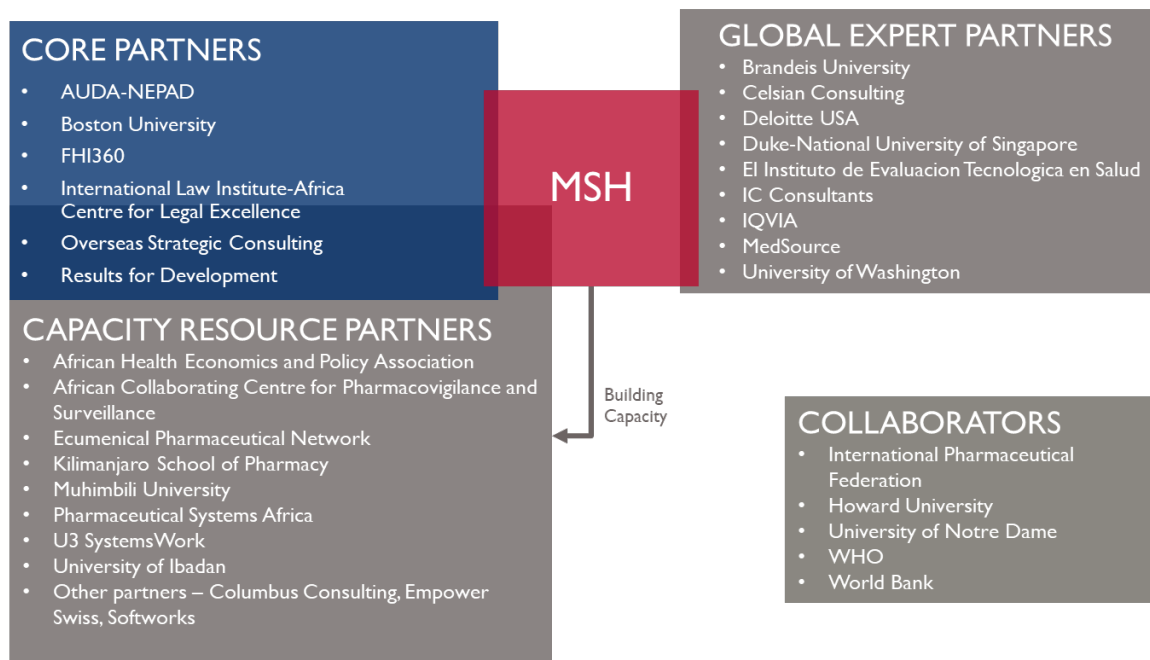 CORE PARTNERS
• AUDA-NEPAD
• Boston University
• FHI360
• International Law Institute-Africa
Centre for Legal Excellence
• Overseas Strategic Consulting
• Results for Development
MSH
GLOBAL EXPERT PARTNERS
• Brandeis University
• Celsian Consulting
• Deloitte USA
• Duke-National University of Singapore
• El Instituto de Evaluacion Tecnologica en Salud
• IC Consultants
• IQVIA
• MedSource
• University of Washington
CAPACITY RESOURCE PARTNERS
• African Health Economics and Policy Association
• African Collaborating Centre for Pharmacovigilance and
Surveillance
• Ecumenical Pharmaceutical Network
• Kilimanjaro School of Pharmacy
• Muhimbili University
• Pharmaceutical Systems Africa
• U3 SystemsWork
• University of Ibadan
• Other partners – Columbus Consulting, Empower
Swiss, Softworks
Building
Capacity
COLLABORATORS
• International Pharmaceutical
Federation
• Howard University
• University of Notre Dame
• WHO
• World Bank